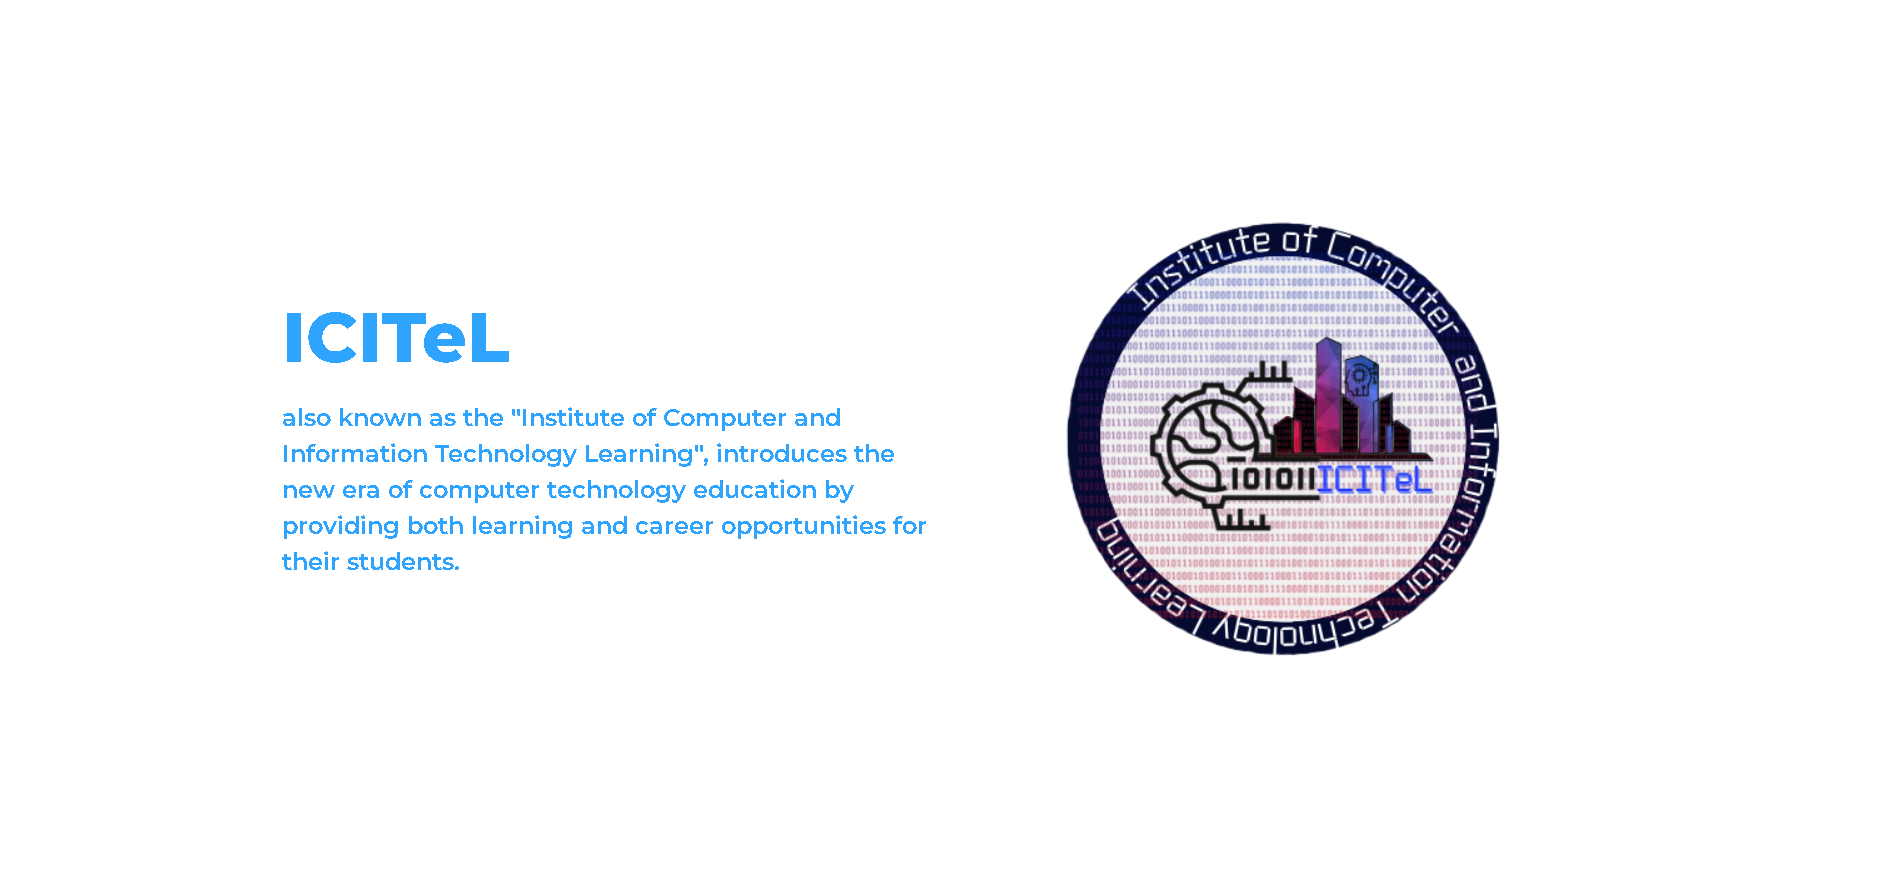 ICITeL
also known as the "Institute of Computer and
Information Technology Learning", introduces the
new era of computer technology education by
providing both learning and career opportunities for
their students.
Institute of Computer and Information Technology Learning
101011ICITeL